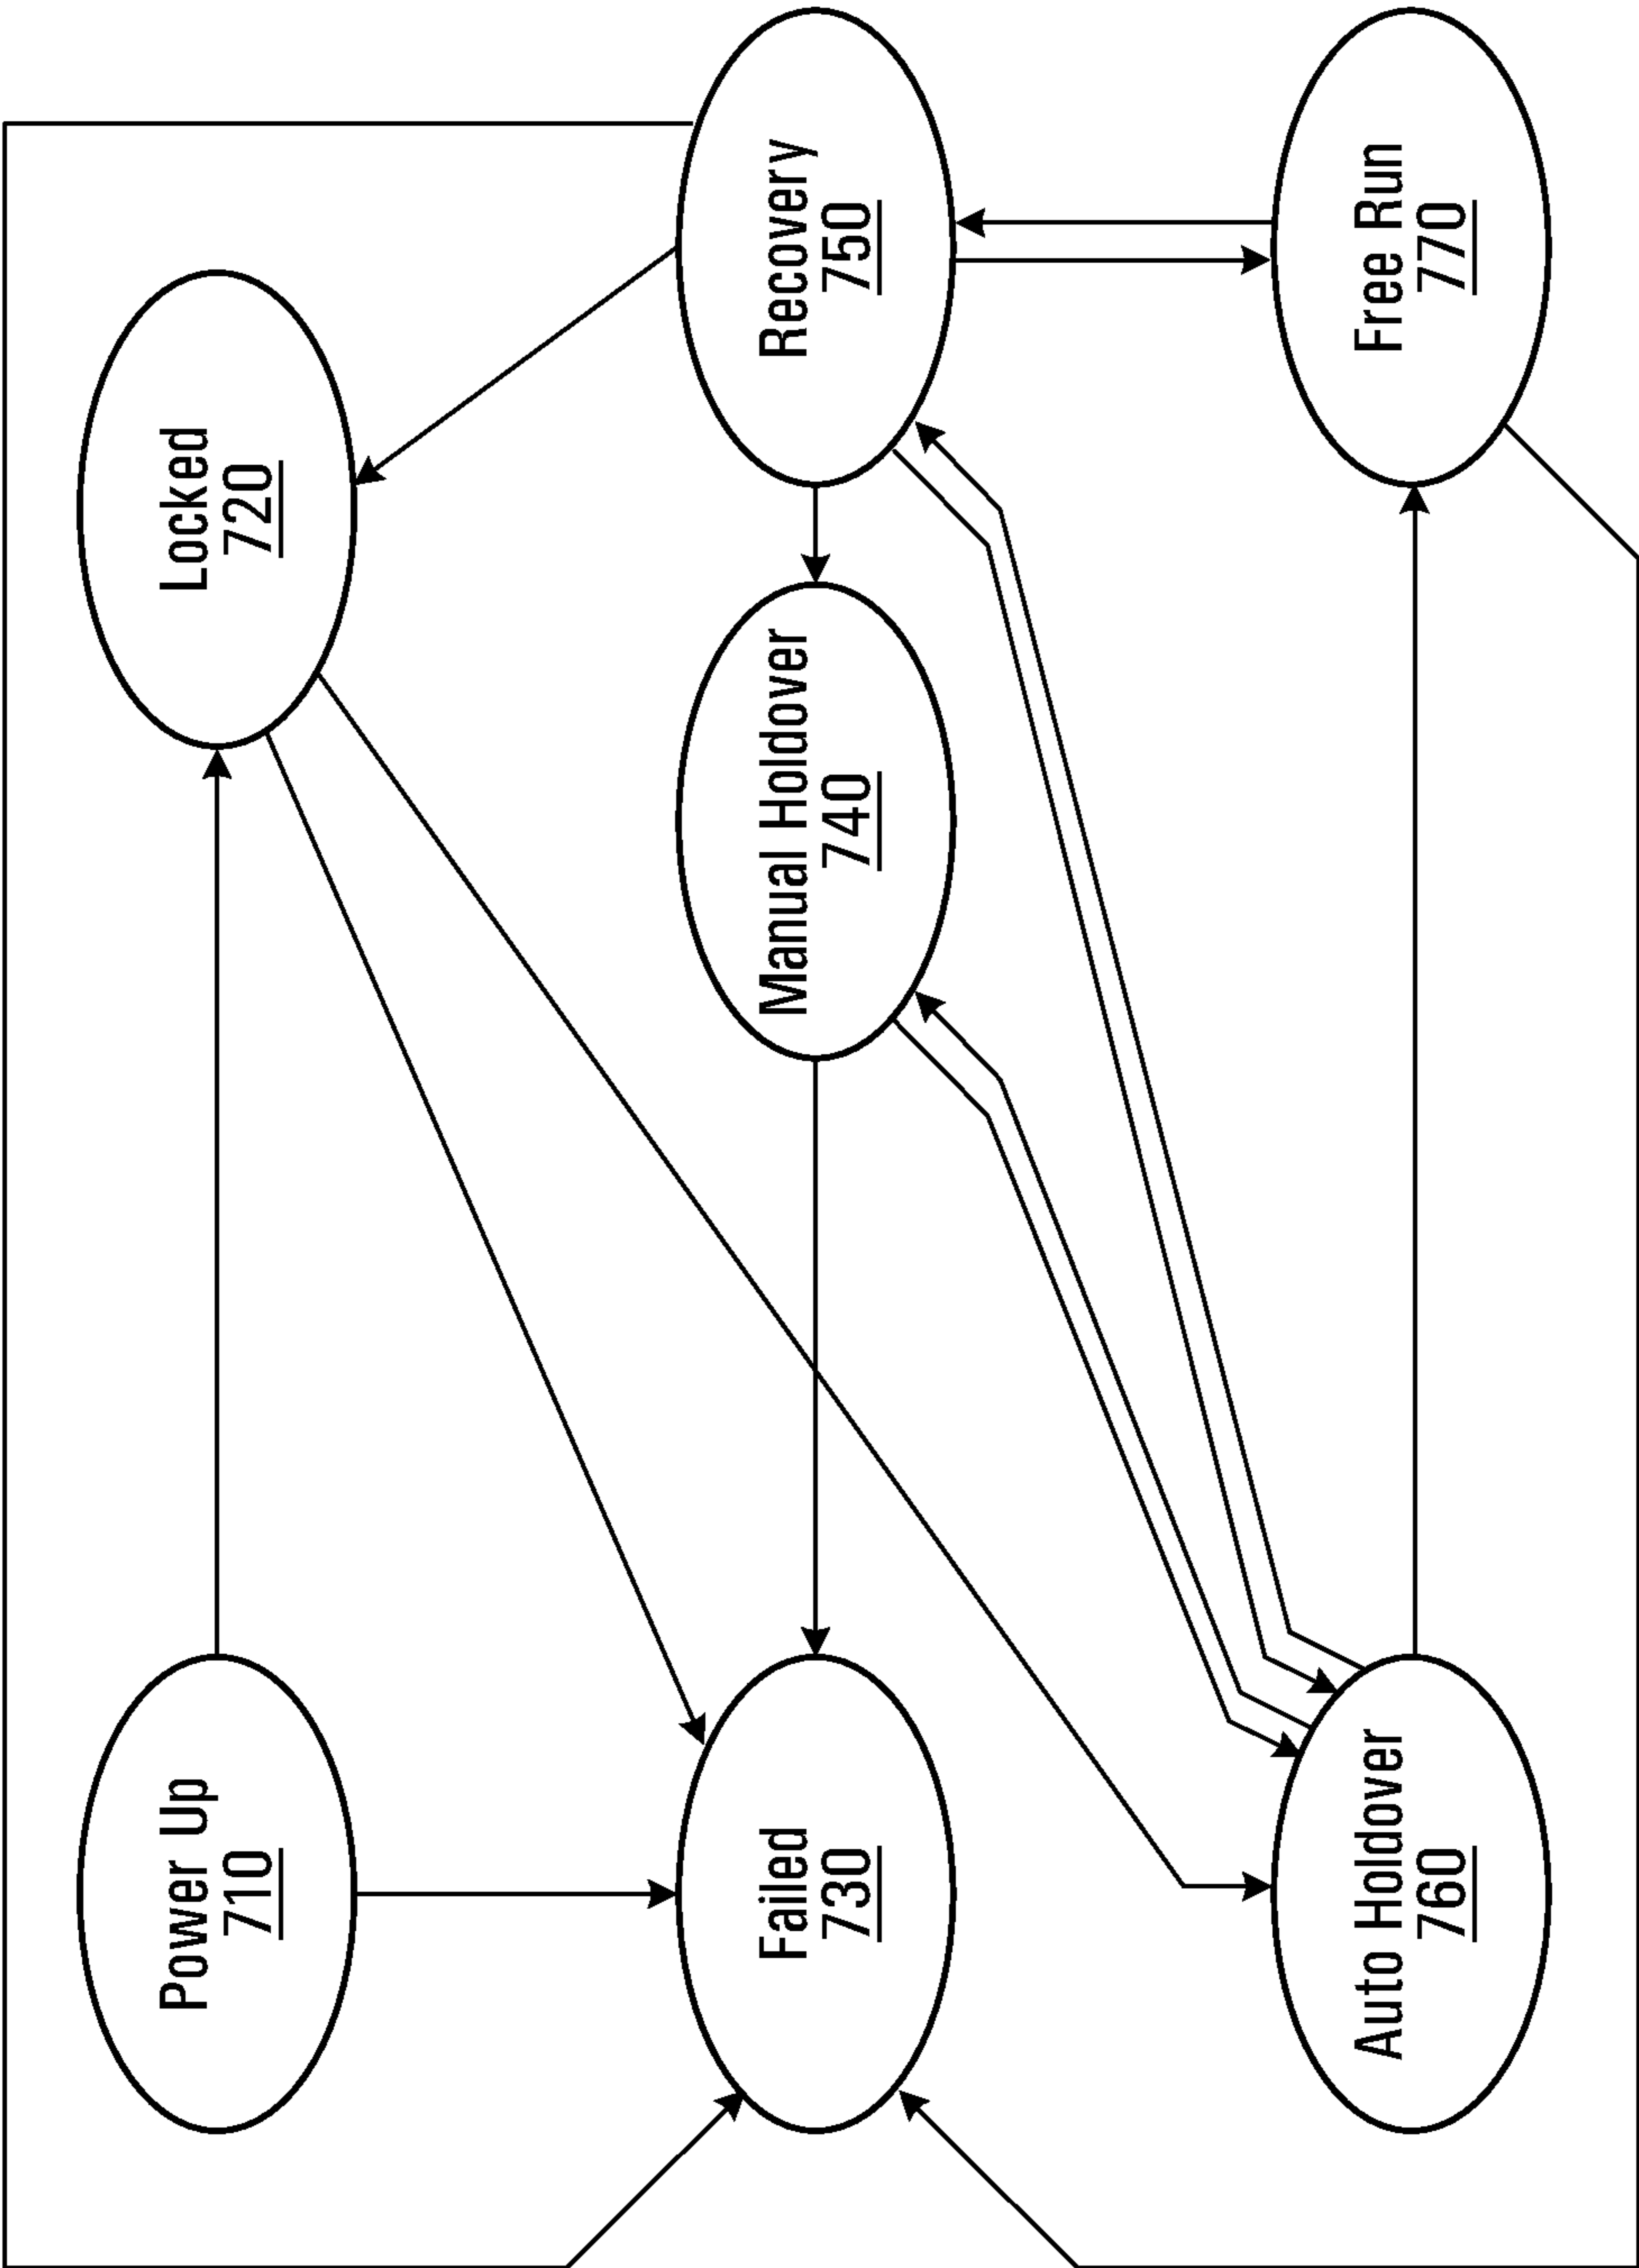 Power Up
710
Locked
720
Failed
730
Manual Holdover
740
Recovery
750
Auto Holdover
760
Free Run
770